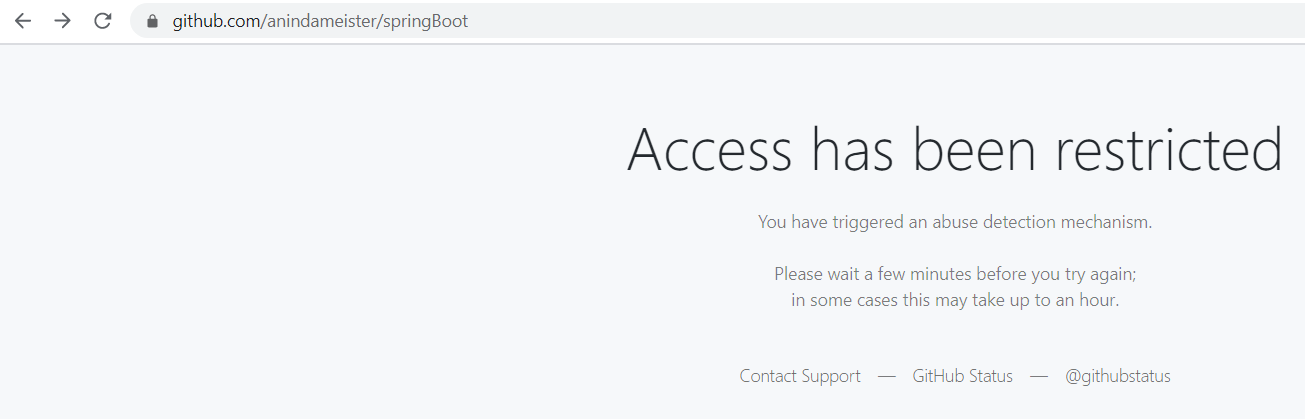 github.com/anindameister/springBoot
Access has been restricted
You have triggered an abuse detection mechanism.
Please wait a few minutes before you try again;
in some cases this may take up to an hour.
Contact Support — GitHub Status — @githubstatus